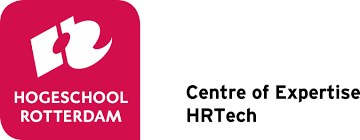 HOGESCHOOL
ROTTERDAM
Centre of Expertise
HRTech